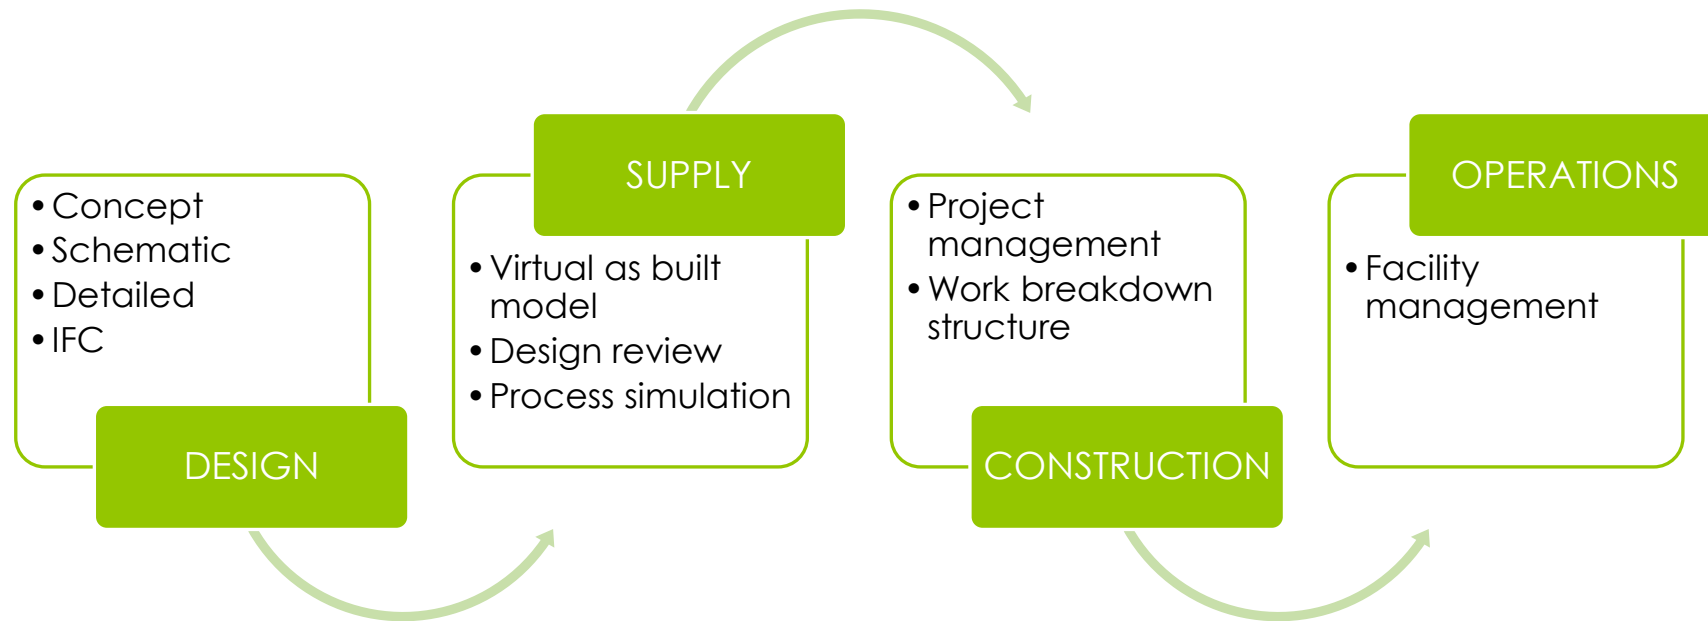 • Concept
• Schematic
• Detailed
• IFC
DESIGN
SUPPLY
• Virtual as built
model
• Design review
• Process simulation
• Project
management
• Work breakdown
structure
CONSTRUCTION
OPERATIONS
• Facility
management